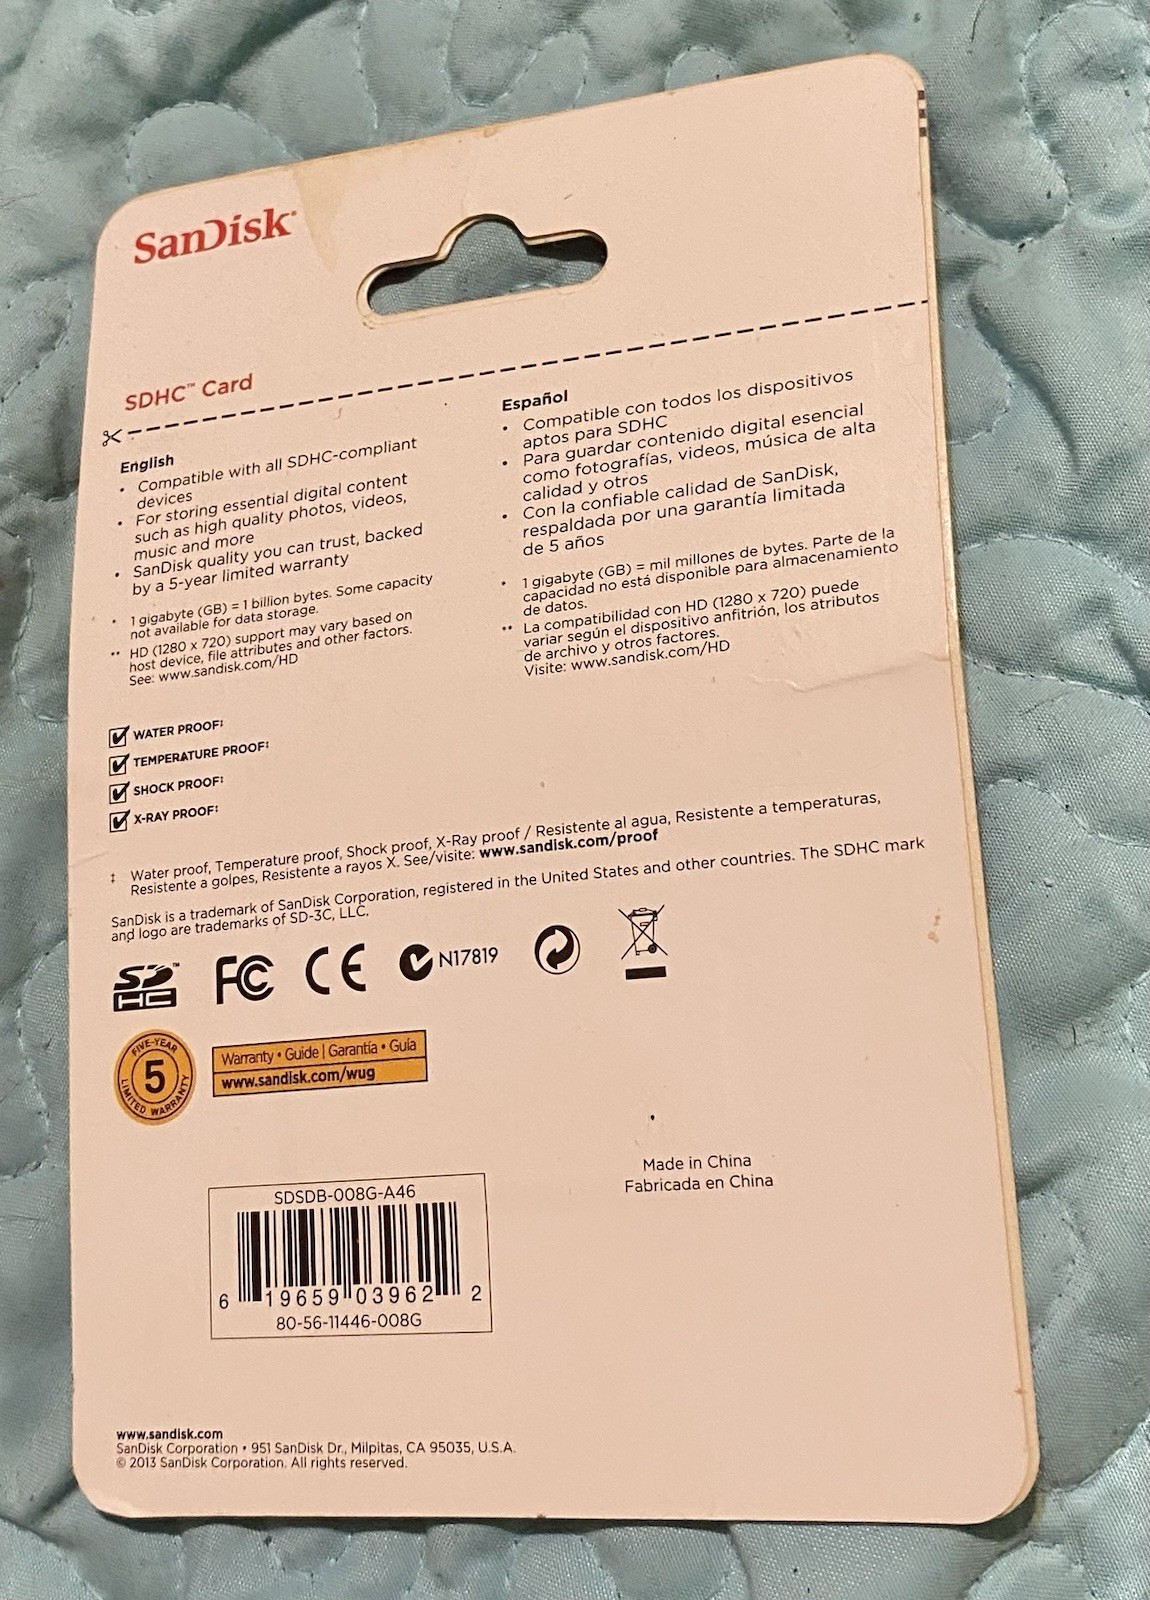 SanDisk
SDHC™ Card
English
• Compatible with all SDHC-compliant
devices
• For storing essential digital content
such as high quality photos, videos,
music and more
• SanDisk quality you can trust, backed
by a 5-year limited warranty
• 1 gigabyte (GB) = 1 billion bytes. Some capacity
not available for data storage.
•• HD (1280 x 720) support may vary based on
host device, file attributes and other factors.
See: www.sandisk.com/HD
Español
• Compatible con todos los dispositivos
aptos para SDHC
• Para guardar contenido digital esencial
como fotografías, videos, música de alta
calidad y otros
• Con la confiable calidad de SanDisk,
respaldada por una garantía limitada
de 5 años
• 1 gigabyte (GB) = mil millones de bytes. Parte de la
capacidad no está disponible para almacenamiento
de datos.
•• La compatibilidad con HD (1280 x 720) puede
variar según el dispositivo anfitrión, los atributos
de archivo y otros factores.
Visite: www.sandisk.com/HD
WATER PROOF‡
TEMPERATURE PROOF‡
SHOCK PROOF‡
X-RAY PROOF‡
‡ Water proof, Temperature proof, Shock proof, X-Ray proof / Resistente al agua, Resistente a temperaturas,
Resistente a golpes, Resistente a rayos X. See/visite: www.sandisk.com/proof
SanDisk is a trademark of SanDisk Corporation, registered in the United States and other countries. The SDHC mark
and logo are trademarks of SD-3C, LLC.
SD HC™ FC CE N17819
FIVE-YEAR
5
LIMITED WARRANTY
Warranty • Guide | Garantía • Guía
www.sandisk.com/wug
Made in China
Fabricada en China
SDSDB-008G-A46
6 19659 03962 2
80-56-11446-008G
www.sandisk.com
SanDisk Corporation • 951 SanDisk Dr., Milpitas, CA 95035, U.S.A.
© 2013 SanDisk Corporation. All rights reserved.